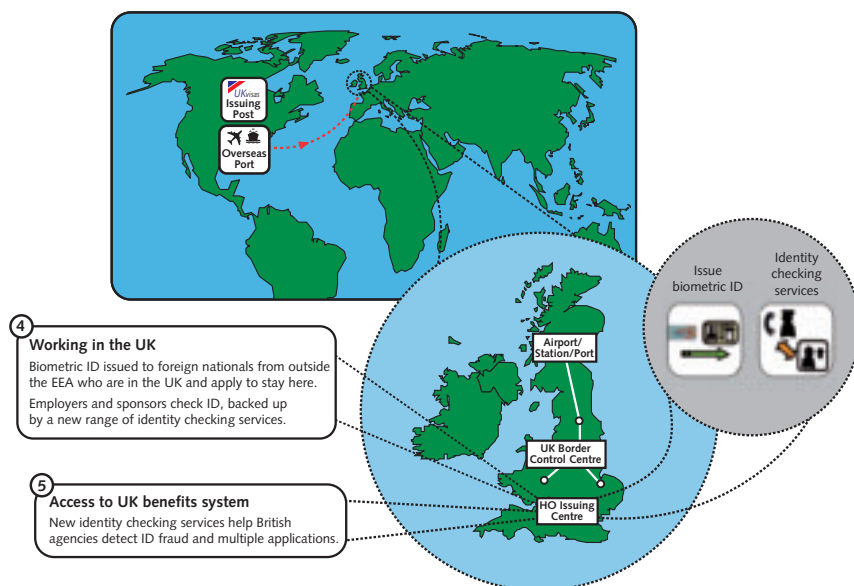 UKvisas
Issuing
Post
Overseas
Port
Issue
biometric ID
Identity
checking
services
4
Working in the UK
Biometric ID issued to foreign nationals from outside
the EEA who are in the UK and apply to stay here.
Employers and sponsors check ID, backed up
by a new range of identity checking services.
Airport/
Station/Port
UK Border
Control Centre
HO Issuing
Centre
5
Access to UK benefits system
New identity checking services help British
agencies detect ID fraud and multiple applications.